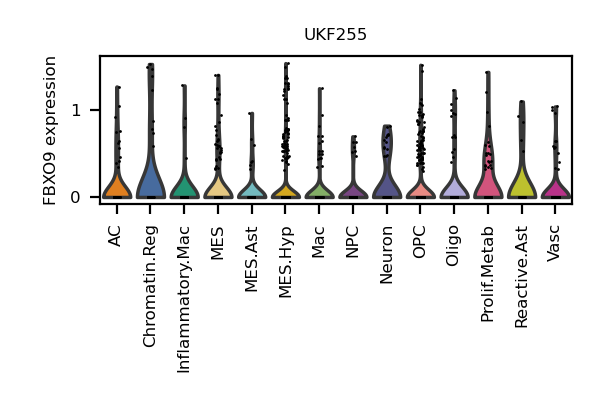 UKF255
FBXO9 expression
1
0
AC
Chromatin.Reg
Inflammatory.Mac
MES
MES.Ast
MES.Hyp
Mac
NPC
Neuron
OPC
Oligo
Prolif.Metab
Reactive.Ast
Vasc